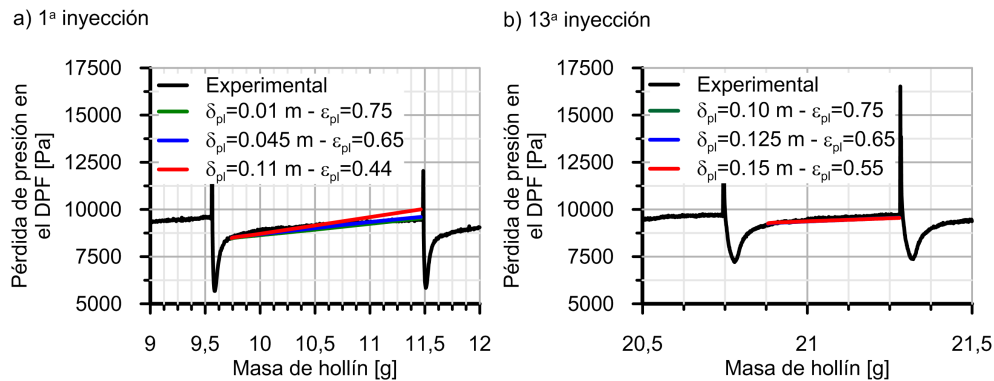 a) 1ª inyección
Pérdida de presión en
el DPF [Pa]
17500
15000
12500
10000
7500
5000
Experimental
δpl=0.01 m - εpl=0.75
δpl=0.045 m - εpl=0.65
δpl=0.11 m - εpl=0.44
9 9,5 10 10,5 11 11,5 12
Masa de hollín [g]
b) 13ª inyección
Pérdida de presión en
el DPF [Pa]
17500
15000
12500
10000
7500
5000
Experimental
δpl=0.10 m - εpl=0.75
δpl=0.125 m - εpl=0.65
δpl=0.15 m - εpl=0.55
20,5 21 21,5
Masa de hollín [g]